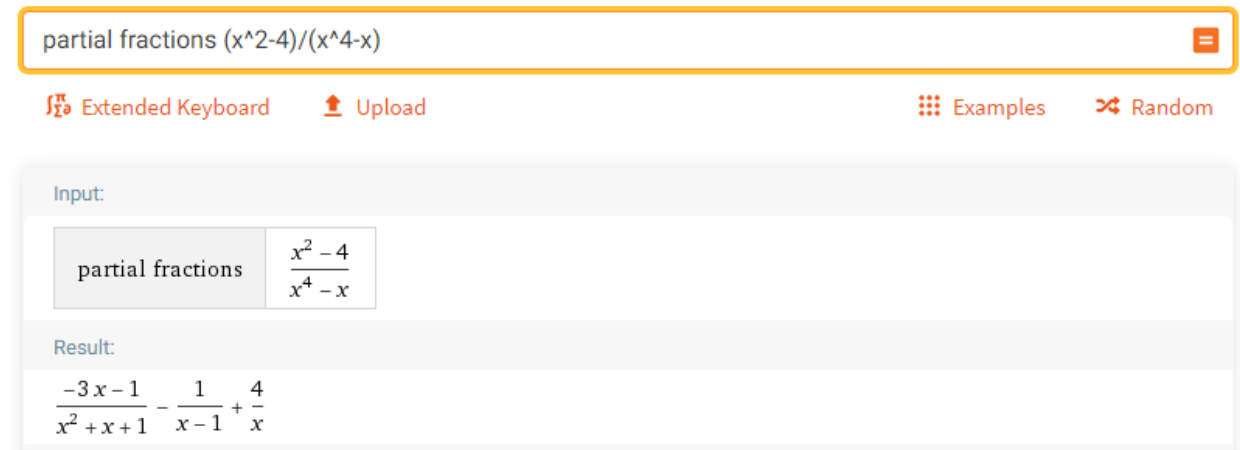 partial fractions (x^2-4)/(x^4-x)
Extended Keyboard Upload Examples Random
Input:
partial fractions (x² – 4)/(x⁴ – x)
Result:
(–3 x – 1)/(x² + x + 1) – 1/(x – 1) + 4/x